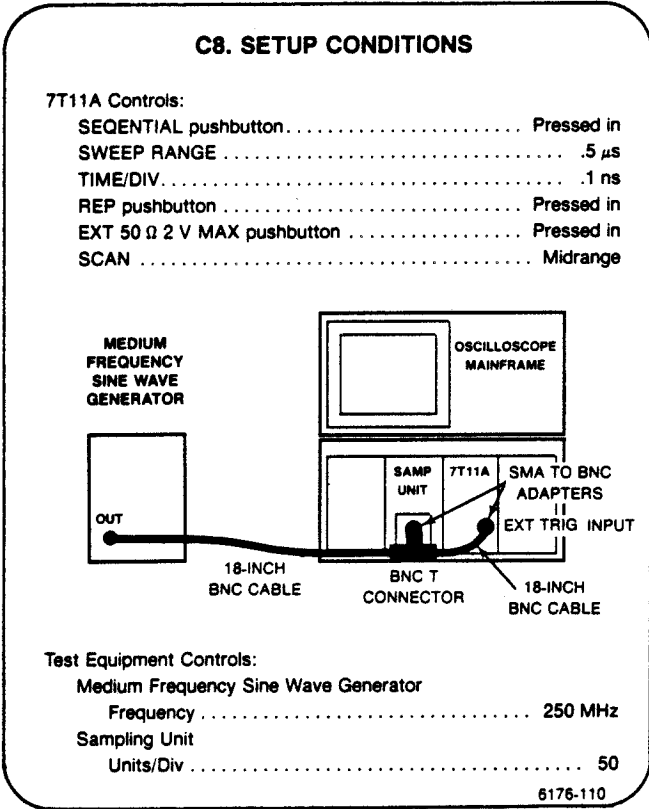 C8. SETUP CONDITIONS
7T11A Controls:
SEQENTIAL pushbutton . . . . . . . . . . . . . . . . . . . . . . . Pressed in
SWEEP RANGE . . . . . . . . . . . . . . . . . . . . . . . . . . . . . . . . .5 µs
TIME/DIV. . . . . . . . . . . . . . . . . . . . . . . . . . . . . . . . . . . . . .1 ns
REP pushbutton . . . . . . . . . . . . . . . . . . . . . . . . . . . . Pressed in
EXT 50 Ω 2 V MAX pushbutton . . . . . . . . . . . . . . . . Pressed in
SCAN . . . . . . . . . . . . . . . . . . . . . . . . . . . . . . . . . . . . Midrange
MEDIUM
FREQUENCY
SINE WAVE
GENERATOR
OUT
OSCILLOSCOPE
MAINFRAME
SAMP
UNIT
7T11A
SMA TO BNC
ADAPTERS
EXT TRIG INPUT
18-INCH
BNC CABLE
BNC T
CONNECTOR
18-INCH
BNC CABLE
Test Equipment Controls:
Medium Frequency Sine Wave Generator
Frequency . . . . . . . . . . . . . . . . . . . . . . . . . . . . . . . . 250 MHz
Sampling Unit
Units/Div . . . . . . . . . . . . . . . . . . . . . . . . . . . . . . . . . . . . . . 50
6176-110